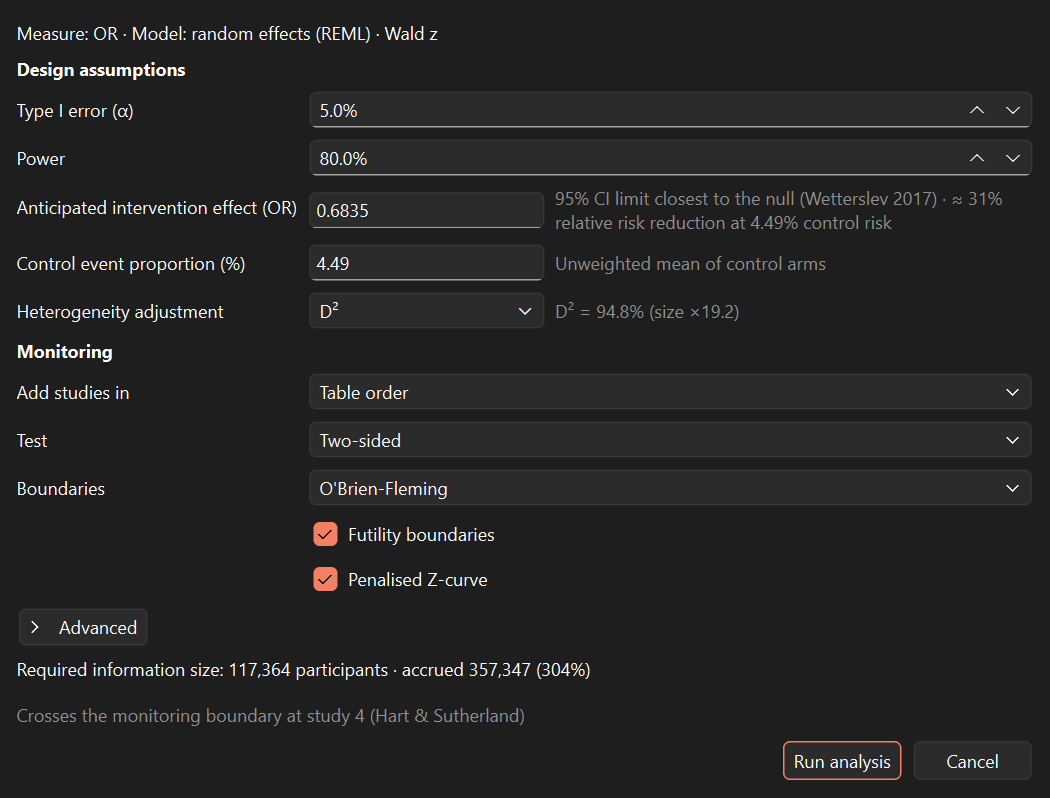 Measure: OR · Model: random effects (REML) · Wald z
Design assumptions
Type I error (α)
5.0%
Power
80.0%
Anticipated intervention effect (OR)
0.6835
95% CI limit closest to the null (Wetterslev 2017) · ≈ 31%
relative risk reduction at 4.49% control risk
Control event proportion (%)
4.49
Unweighted mean of control arms
Heterogeneity adjustment
D²
D² = 94.8% (size ×19.2)
Monitoring
Add studies in
Table order
Test
Two-sided
Boundaries
O'Brien-Fleming
Futility boundaries
Penalised Z-curve
Advanced
Required information size: 117,364 participants · accrued 357,347 (304%)
Crosses the monitoring boundary at study 4 (Hart & Sutherland)
Run analysis
Cancel